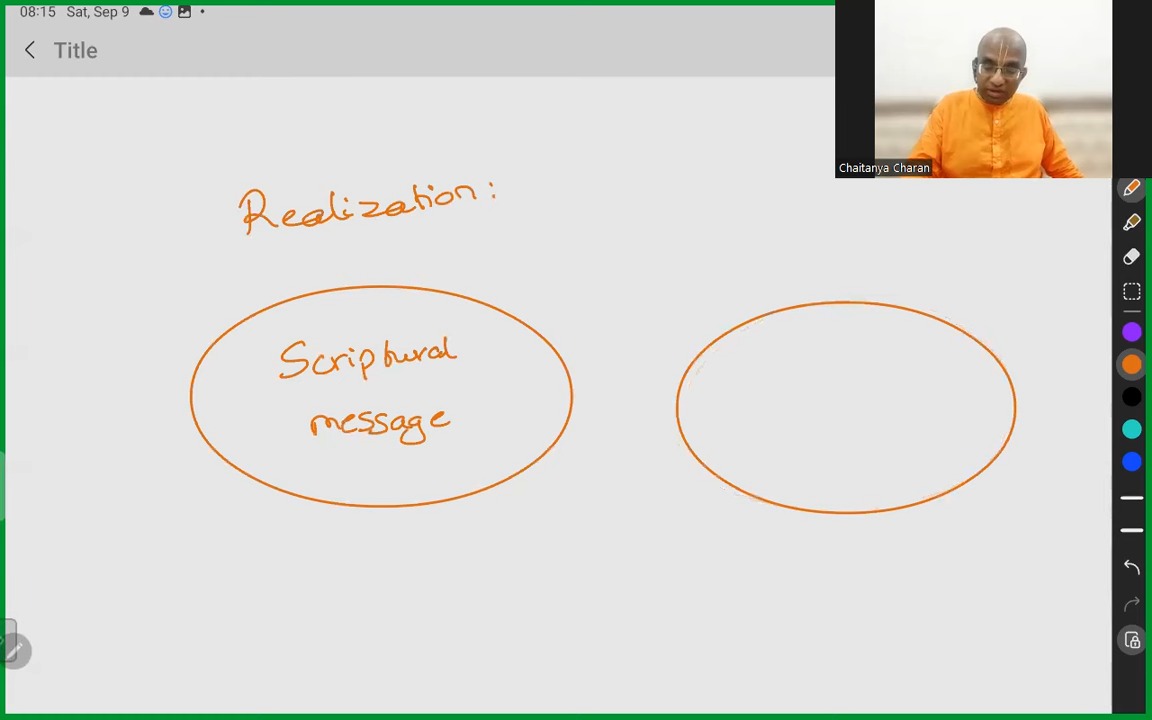 08:15 Sat, Sep 9
Title
Chaitanya Charan
Realization:
Scriptural
message